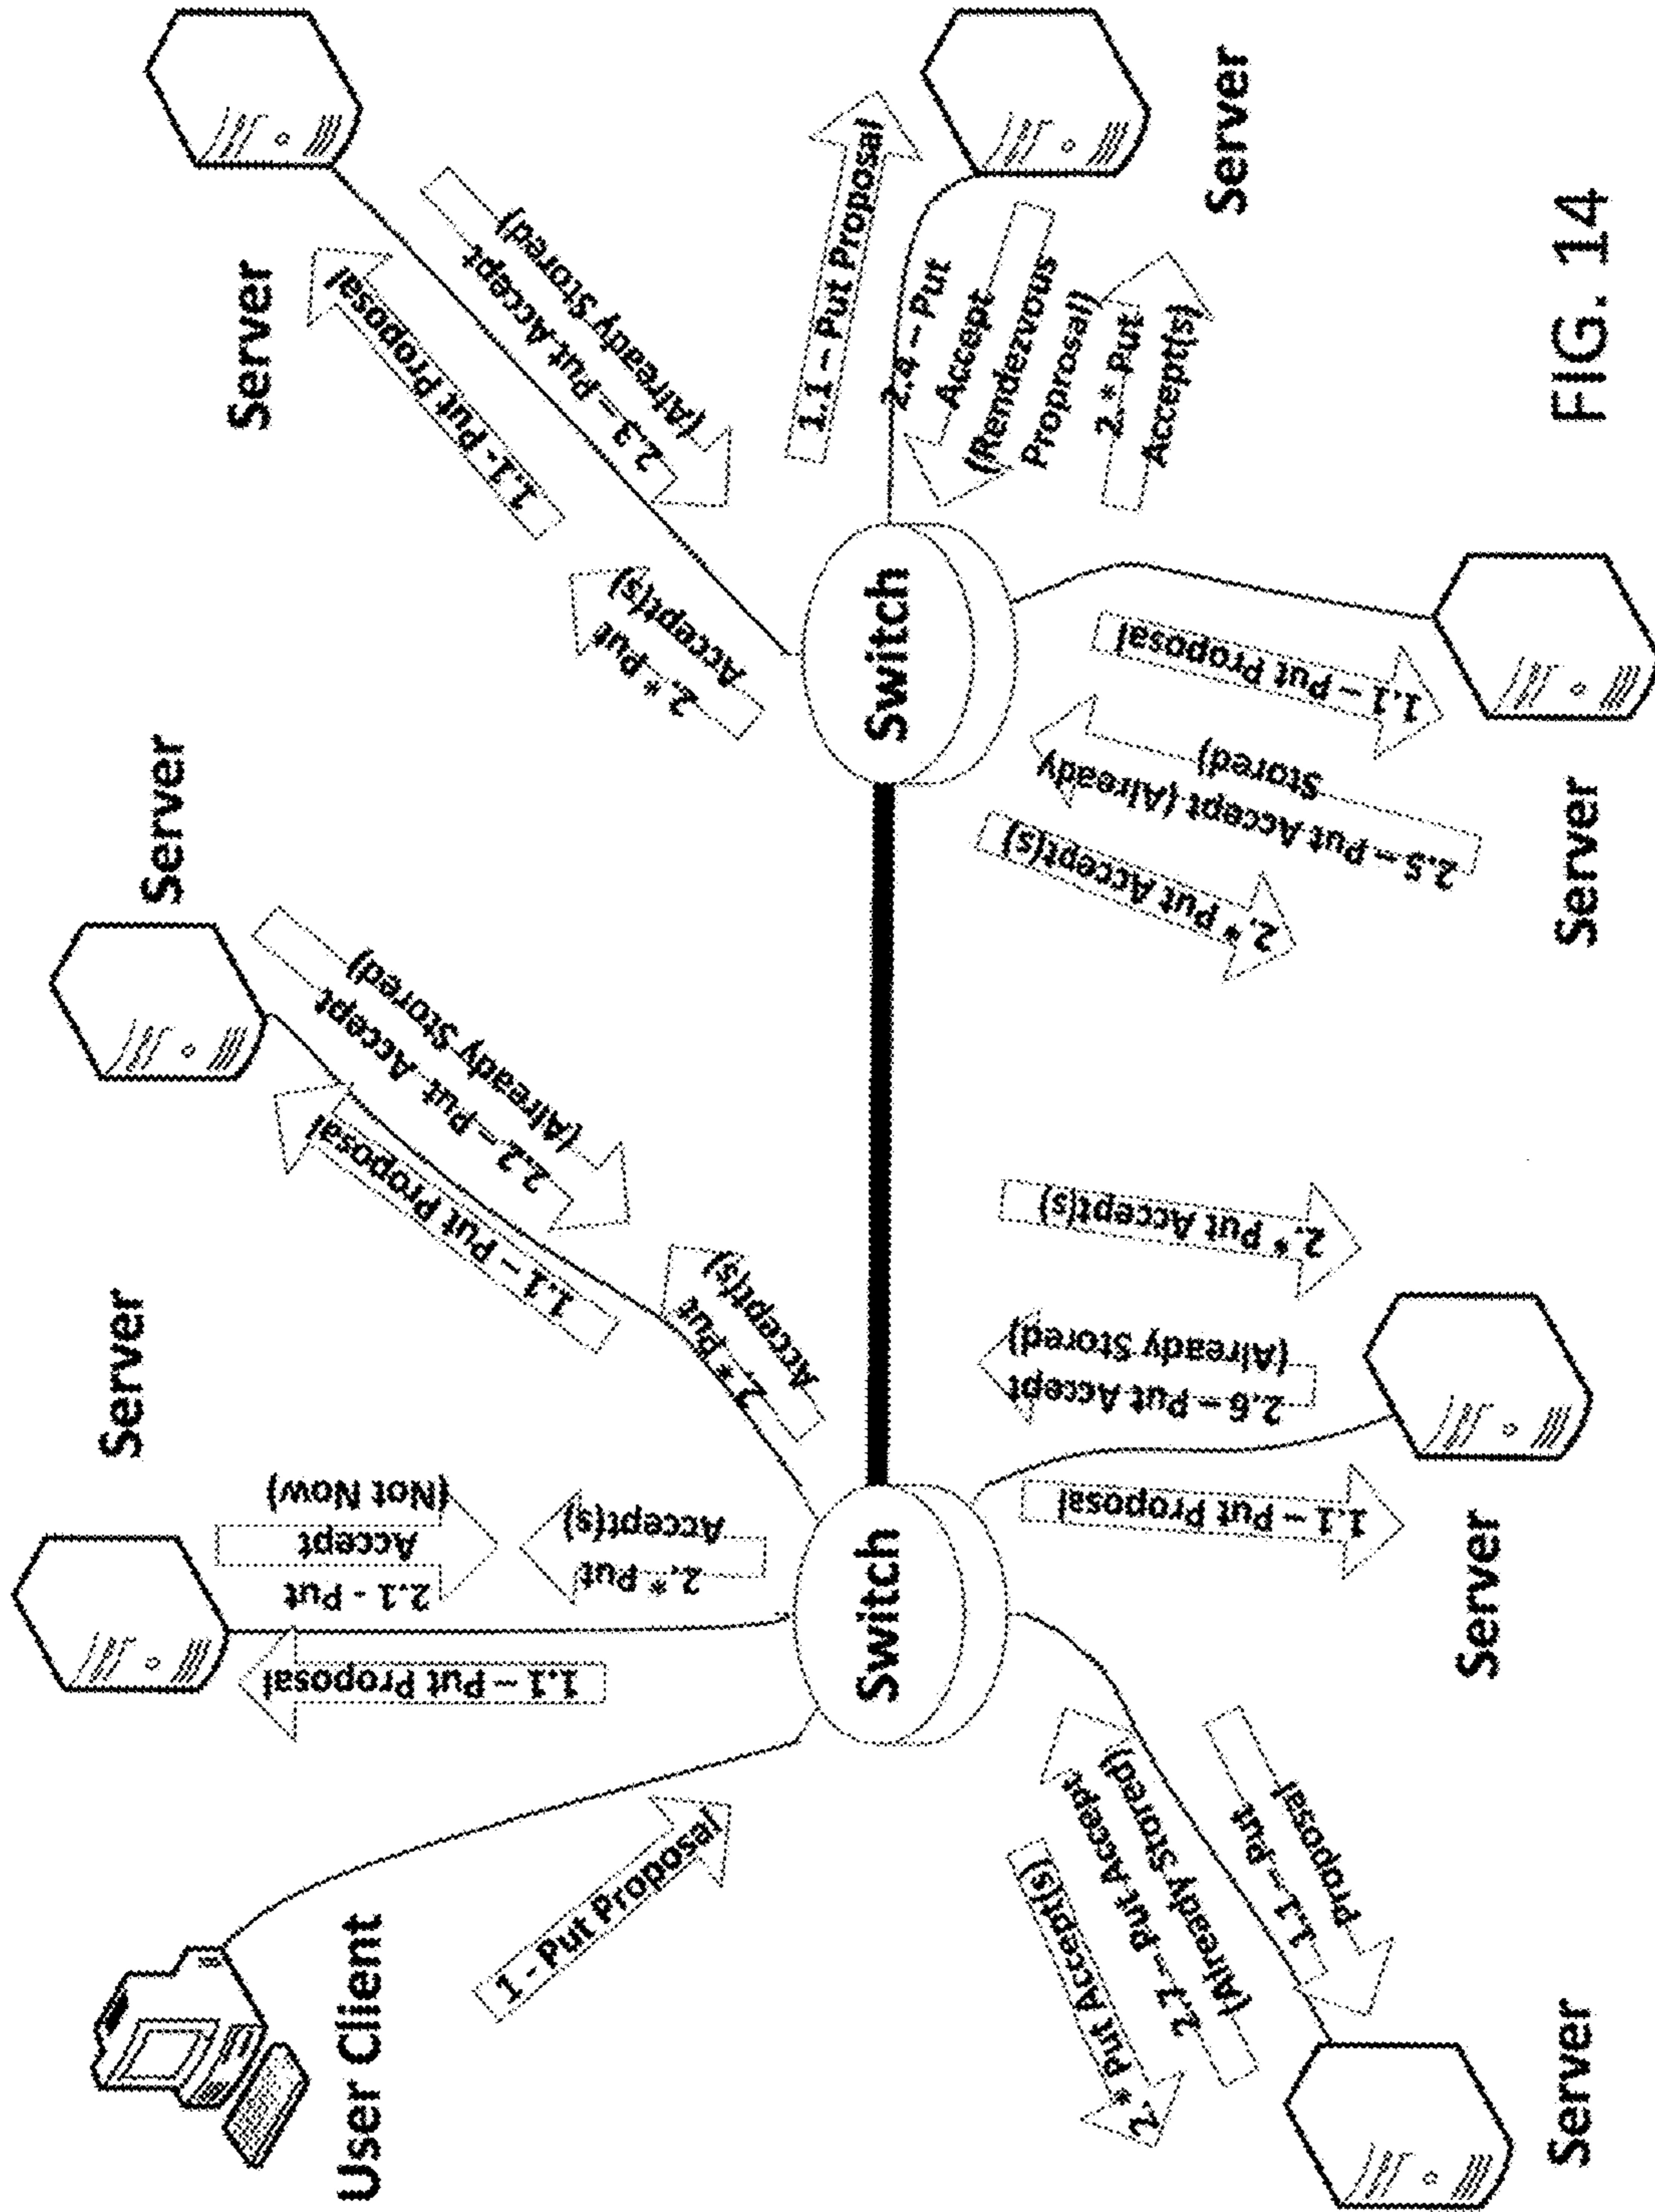 User Client
1 - Put Propose/
Server
1.1 – Put Proposal
2.1 - Put
Accept
(Not Now)
2.* Put
Accept(s)
Server
1.1 – Put Proposal
2.2 – Put Accept
(Already Stored)
2.* Put
Accept(s)
Server
1.1- Put Proposal
2.3 – Put Accept
(Already Stored)
2.* Put
Accept(s)
Switch
Switch
1.1 – Put Proposal
2.4 – Put
Accept
(Rendezvous
Proprosal)
2.* Put
Accept(s)
Server
2.* Put Accept(s)
2.7 – Put Accept
(Already Stored)
1.1 – Put
Proposal
Server
1.1 – Put Proposal
2.6 – Put Accept
(Already Stored)
2.* Put Accept(s)
Server
2.* Put Accept(s)
2.5 – Put Accept (Already
Stored)
1.1 – Put Proposal
Server
FIG. 14